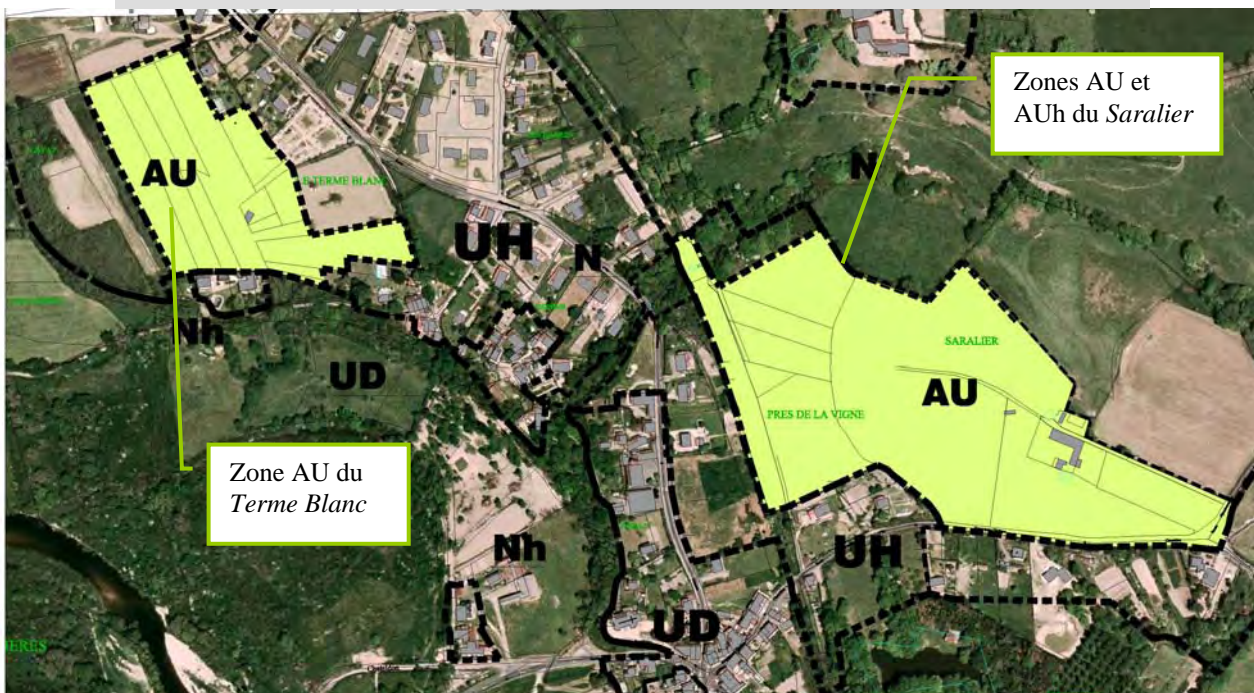 Zones AU et
AUh du Saralier
N
AU
E TERME BLANC
UH
N
SARALIER
AU
Nh
UD
PRES DE LA VIGNE
Zone AU du
Terme Blanc
Nh
UH
UD